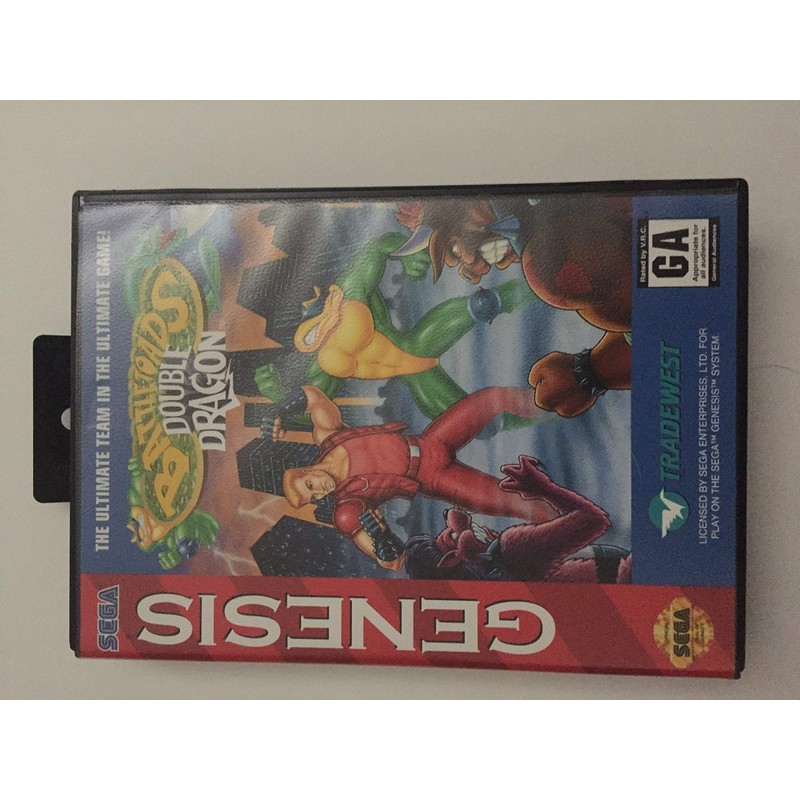 THE ULTIMATE TEAM IN THE ULTIMATE GAME!
BATTLETOADS
DOUBLE
DRAGON
SEGA
GENESIS
Rated by V.R.C.
GA
Appropriate for
all audiences.
General Audiences
TRADEWEST
LICENSED BY SEGA ENTERPRISES, LTD. FOR
PLAY ON THE SEGA™ GENESIS™ SYSTEM.
SEGA